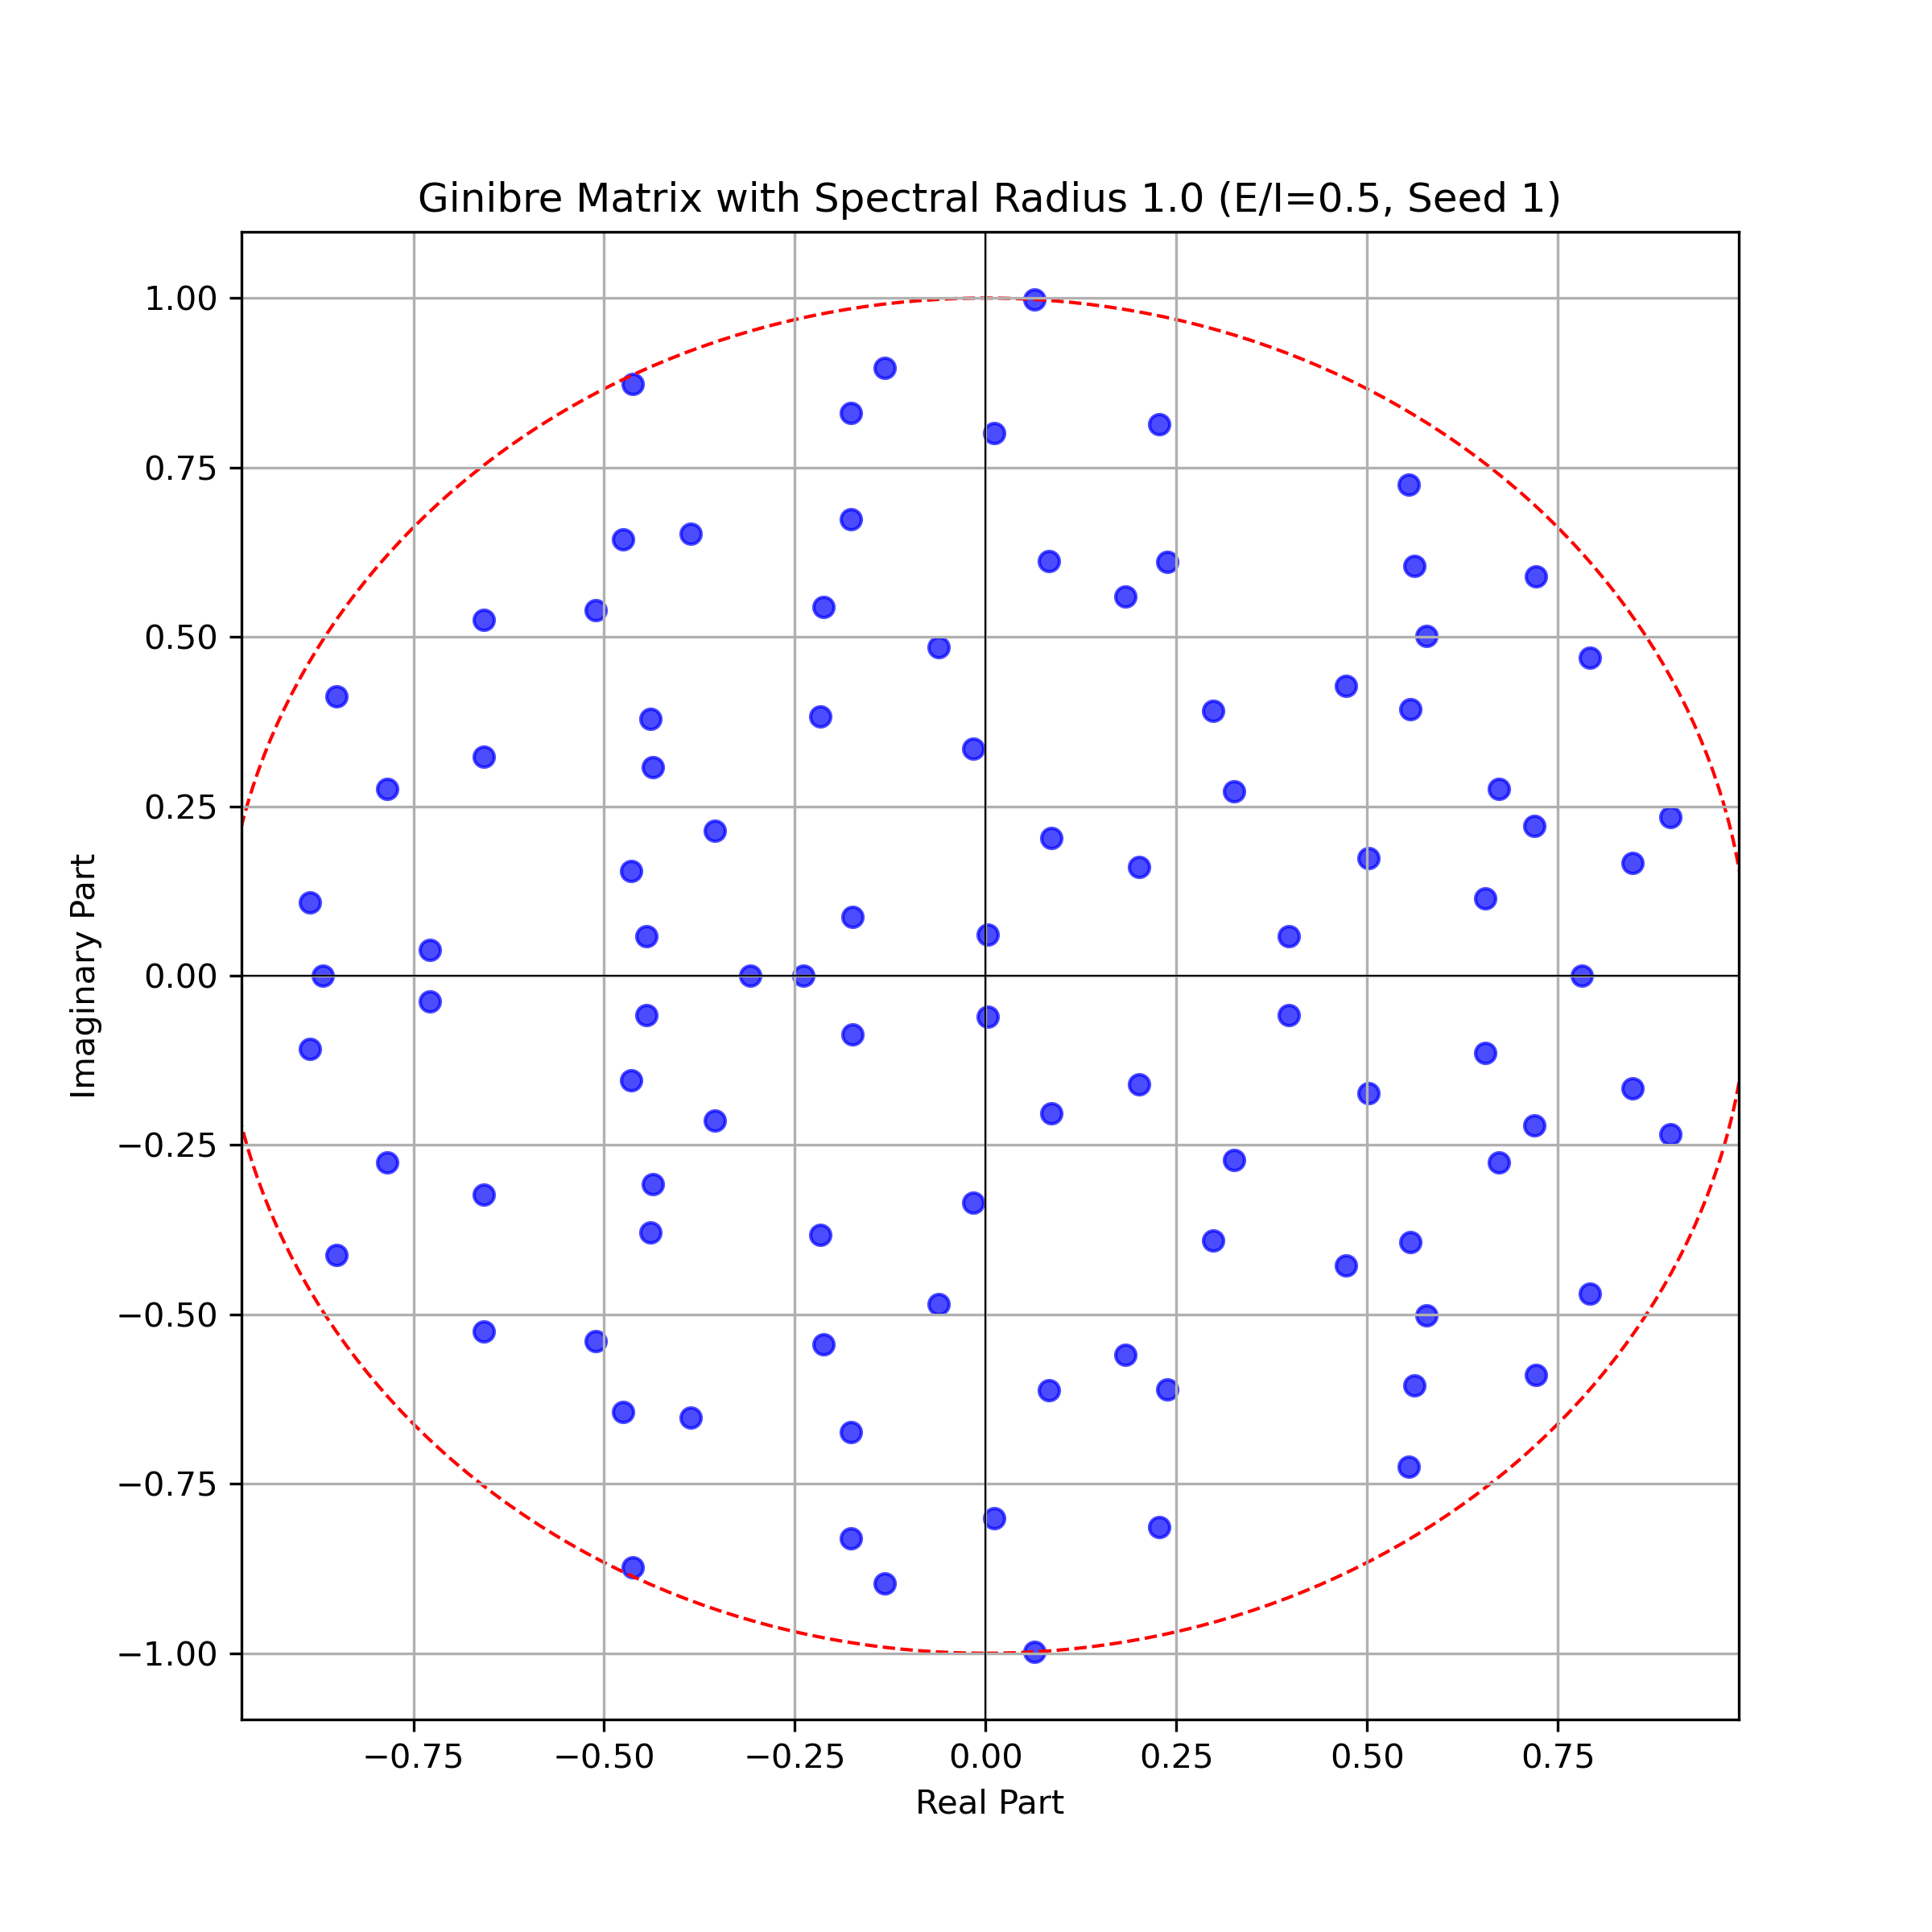 Ginibre Matrix with Spectral Radius 1.0 (E/I=0.5, Seed 1)
1.00
0.75
0.50
0.25
0.00
−0.25
−0.50
−0.75
−1.00
Imaginary Part
−0.75 −0.50 −0.25 0.00 0.25 0.50 0.75
Real Part